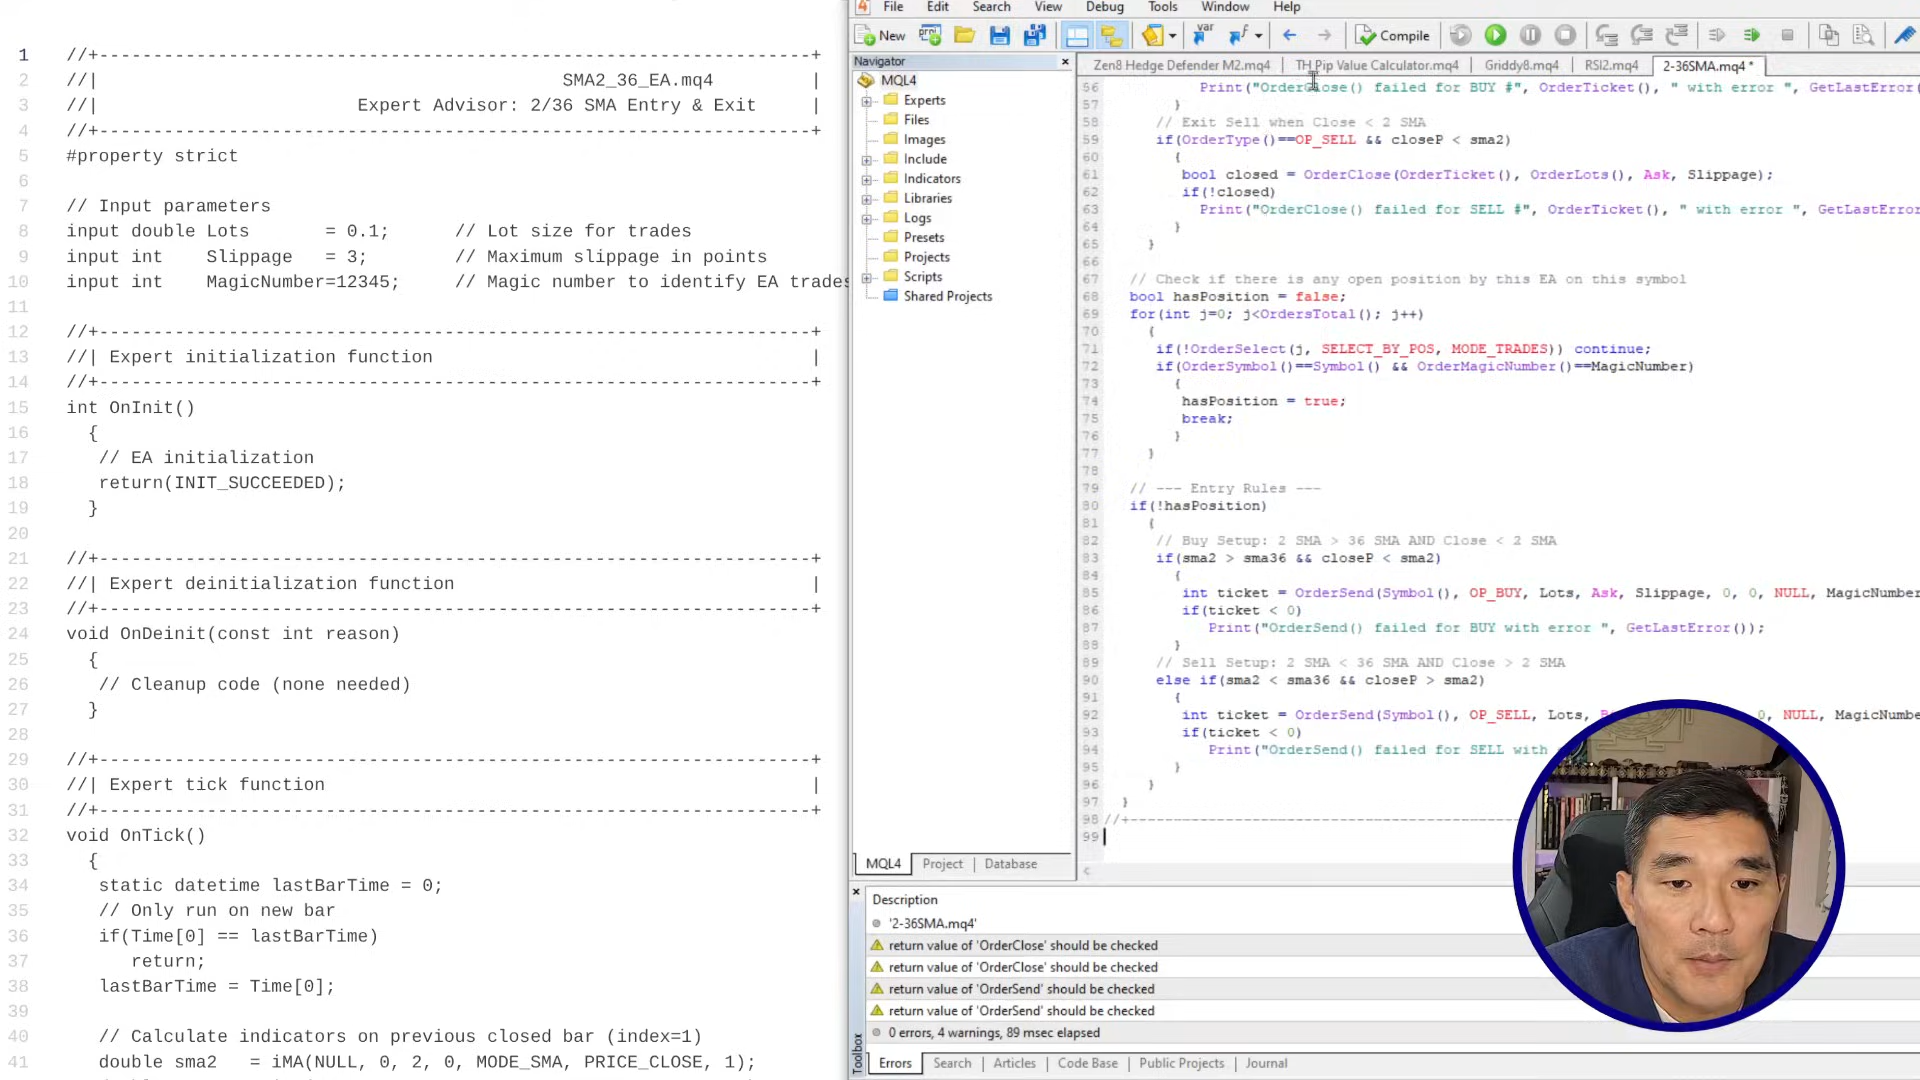 1 //+------------------------------------------------------------------+
2 //| SMA2_36_EA.mq4 |
3 //| Expert Advisor: 2/36 SMA Entry & Exit |
4 //+------------------------------------------------------------------+
5 #property strict
6
7 // Input parameters
8 input double Lots = 0.1; // Lot size for trades
9 input int Slippage = 3; // Maximum slippage in points
10 input int MagicNumber=12345; // Magic number to identify EA trades
11
12 //+------------------------------------------------------------------+
13 //| Expert initialization function |
14 //+------------------------------------------------------------------+
15 int OnInit()
16 {
17 // EA initialization
18 return(INIT_SUCCEEDED);
19 }
20
21 //+------------------------------------------------------------------+
22 //| Expert deinitialization function |
23 //+------------------------------------------------------------------+
24 void OnDeinit(const int reason)
25 {
26 // Cleanup code (none needed)
27 }
28
29 //+------------------------------------------------------------------+
30 //| Expert tick function |
31 //+------------------------------------------------------------------+
32 void OnTick()
33 {
34 static datetime lastBarTime = 0;
35 // Only run on new bar
36 if(Time[0] == lastBarTime)
37 return;
38 lastBarTime = Time[0];
39
40 // Calculate indicators on previous closed bar (index=1)
41 double sma2 = iMA(NULL, 0, 2, 0, MODE_SMA, PRICE_CLOSE, 1);
File Edit Search View Debug Tools Window Help
New Compile
Navigator
MQL4
Experts
Files
Images
Include
Indicators
Libraries
Logs
Presets
Projects
Scripts
Shared Projects
MQL4 Project Database
Zen8 Hedge Defender M2.mq4 TH Pip Value Calculator.mq4 Griddy8.mq4 RSI2.mq4 2-36SMA.mq4 *
56 Print("OrderClose() failed for BUY #", OrderTicket(), " with error ", GetLastError(
57 }
58 // Exit Sell when Close < 2 SMA
59 if(OrderType()==OP_SELL && closeP < sma2)
60 {
61 bool closed = OrderClose(OrderTicket(), OrderLots(), Ask, Slippage);
62 if(!closed)
63 Print("OrderClose() failed for SELL #", OrderTicket(), " with error ", GetLastError
64 }
65 }
66
67 // Check if there is any open position by this EA on this symbol
68 bool hasPosition = false;
69 for(int j=0; j<OrdersTotal(); j++)
70 {
71 if(!OrderSelect(j, SELECT_BY_POS, MODE_TRADES)) continue;
72 if(OrderSymbol()==Symbol() && OrderMagicNumber()==MagicNumber)
73 {
74 hasPosition = true;
75 break;
76 }
77 }
78
79 // --- Entry Rules ---
80 if(!hasPosition)
81 {
82 // Buy Setup: 2 SMA > 36 SMA AND Close < 2 SMA
83 if(sma2 > sma36 && closeP < sma2)
84 {
85 int ticket = OrderSend(Symbol(), OP_BUY, Lots, Ask, Slippage, 0, 0, NULL, MagicNumber
86 if(ticket < 0)
87 Print("OrderSend() failed for BUY with error ", GetLastError());
88 }
89 // Sell Setup: 2 SMA < 36 SMA AND Close > 2 SMA
90 else if(sma2 < sma36 && closeP > sma2)
91 {
92 int ticket = OrderSend(Symbol(), OP_SELL, Lots, 0, NULL, MagicNumbe
93 if(ticket < 0)
94 Print("OrderSend() failed for SELL with
95 }
96 }
97 }
98 //+------------------------------------------------------------------
99
Description
'2-36SMA.mq4'
return value of 'OrderClose' should be checked
return value of 'OrderClose' should be checked
return value of 'OrderSend' should be checked
return value of 'OrderSend' should be checked
0 errors, 4 warnings, 89 msec elapsed
Toolbox
Errors Search Articles Code Base Public Projects Journal